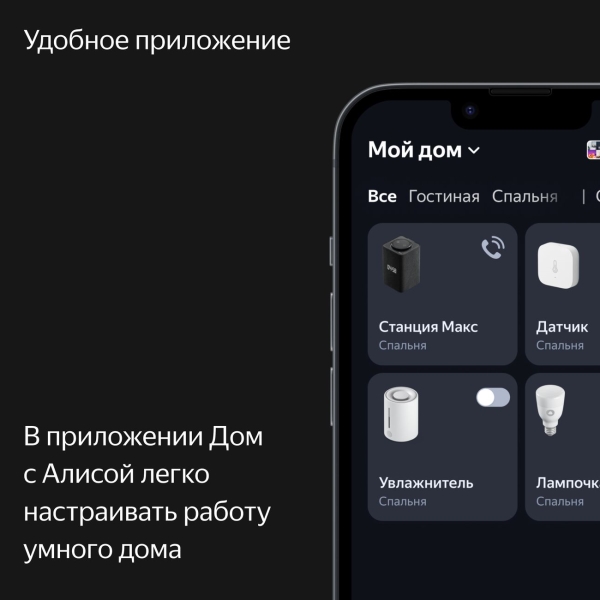 Удобное приложение
Мой дом
Все Гостиная Спальня
Станция Макс
Спальня
Датчик
Спальня
Увлажнитель
Спальня
Лампочк
Спальня
В приложении Дом
с Алисой легко
настраивать работу
умного дома